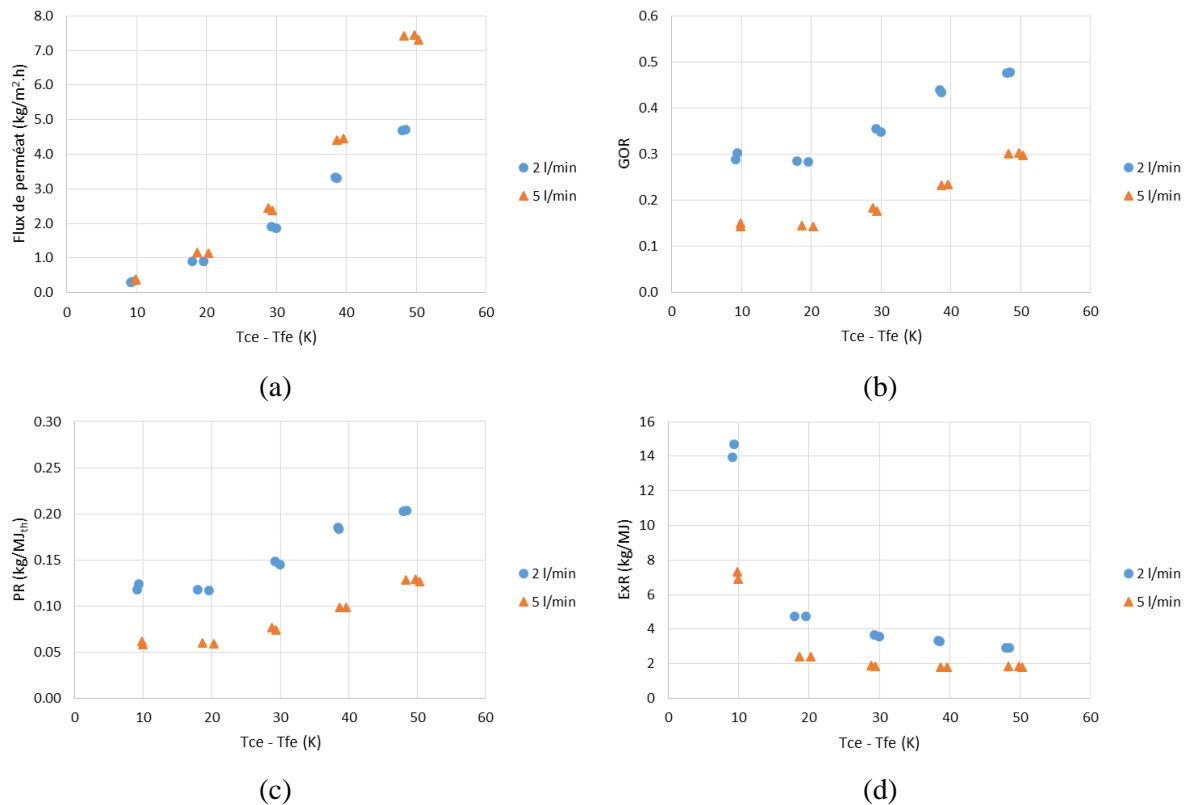 8.0
7.0
6.0
5.0
4.0
3.0
2.0
1.0
0.0
Flux de perméat (kg/m².h)
0 10 20 30 40 50 60
Tce - Tfe (K)
2 l/min
5 l/min
(a)
0.6
0.5
0.4
0.3
0.2
0.1
0.0
GOR
0 10 20 30 40 50 60
Tce - Tfe (K)
2 l/min
5 l/min
(b)
0.30
0.25
0.20
0.15
0.10
0.05
0.00
PR (kg/MJth)
0 10 20 30 40 50 60
Tce - Tfe (K)
2 l/min
5 l/min
(c)
16
14
12
10
8
6
4
2
0
ExR (kg/MJ)
0 10 20 30 40 50 60
Tce - Tfe (K)
2 l/min
5 l/min
(d)